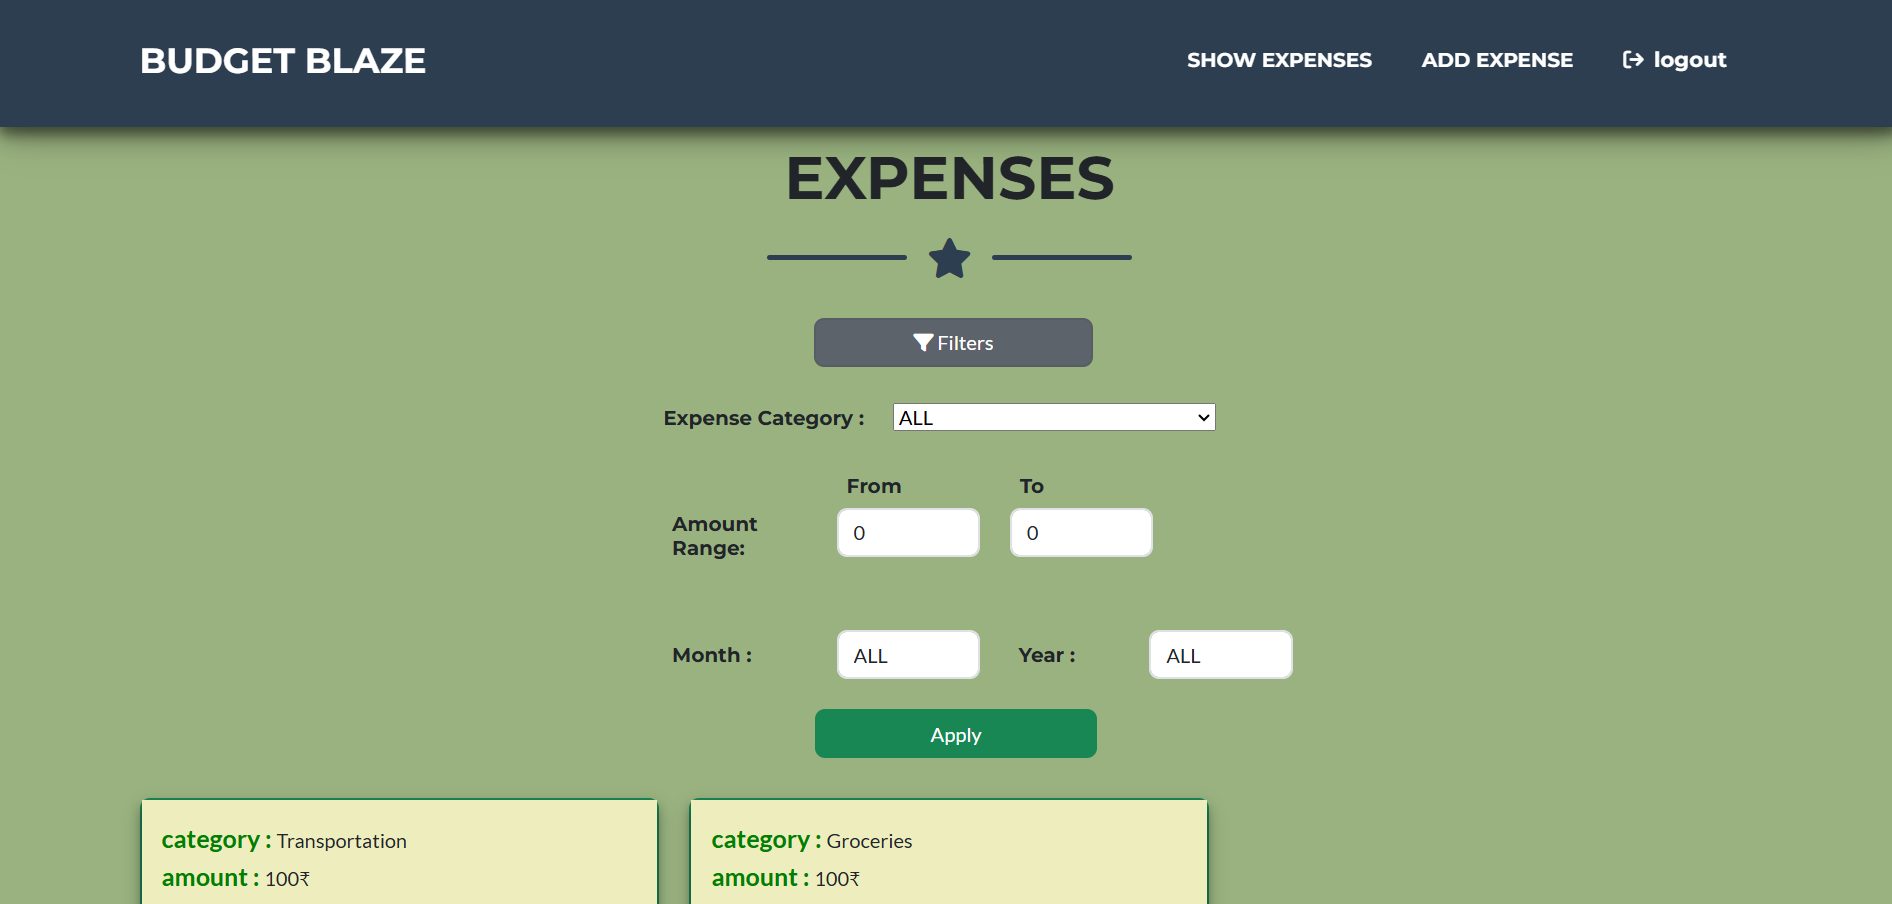 BUDGET BLAZE
SHOW EXPENSES ADD EXPENSE logout
EXPENSES
Filters
Expense Category : ALL
From To
Amount Range: 0 0
Month : ALL Year : ALL
Apply
category : Transportation
amount : 100₹
category : Groceries
amount : 100₹